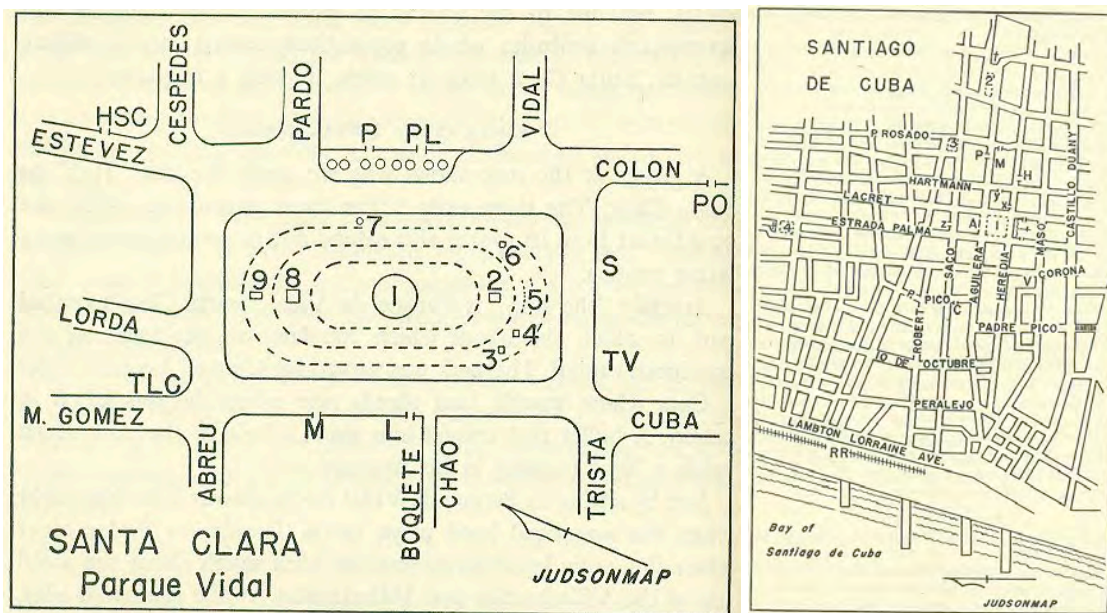 CESPEDES
PARDO
VIDAL
HSC
ESTEVEZ
P PL
COLON
PO
7
6
9 8 1 2 5
S
4
3
LORDA
TLC
TV
M. GOMEZ
M L
CUBA
ABREU
BOQUETE
CHAO
TRISTA
SANTA CLARA
Parque Vidal
JUDSONMAP
SANTIAGO
DE CUBA
P. ROSADO
P
M
H
HARTMANN
LACRET
y
x
ESTRADA PALMA
z
A
CASTILLO DUANY
MASO
SACO
AGUILERA
HEREDIA
CORONA
V
PICO
C
R.
ROBERT
PADRE PICO
10 DE OCTUBRE
PERALEJO
LAMBTON LORRAINE AVE.
RR
Bay of
Santiago de Cuba
JUDSONMAP